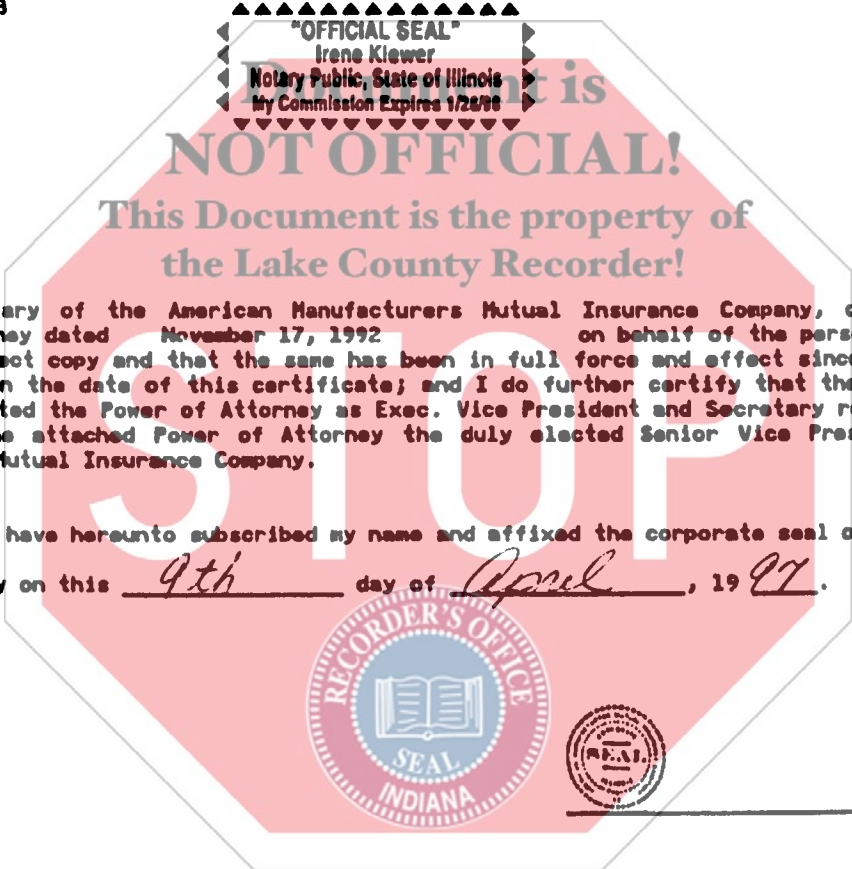 "OFFICIAL SEAL"
Irene Klewer
Notary Public, State of Illinois
My Commission Expires 1/28/98
Document is
NOT OFFICIAL!
This Document is the property of
the Lake County Recorder!
ary of the American Manufacturers Mutual Insurance Company,
ney dated November 17, 1992 on behalf of the pers
ect copy and that the same has been in full force and effect since
n the date of this certificate; and I do further certify that the
ted the Power of Attorney as Exec. Vice President and Secretary r
e attached Power of Attorney the duly elected Senior Vice Pres
Mutual Insurance Company.
STOP
have hereunto subscribed my name and affixed the corporate seal o
y on this 9th day of April, 19 97.
RECORDER'S OFFICE
SEAL
INDIANA
SEAL